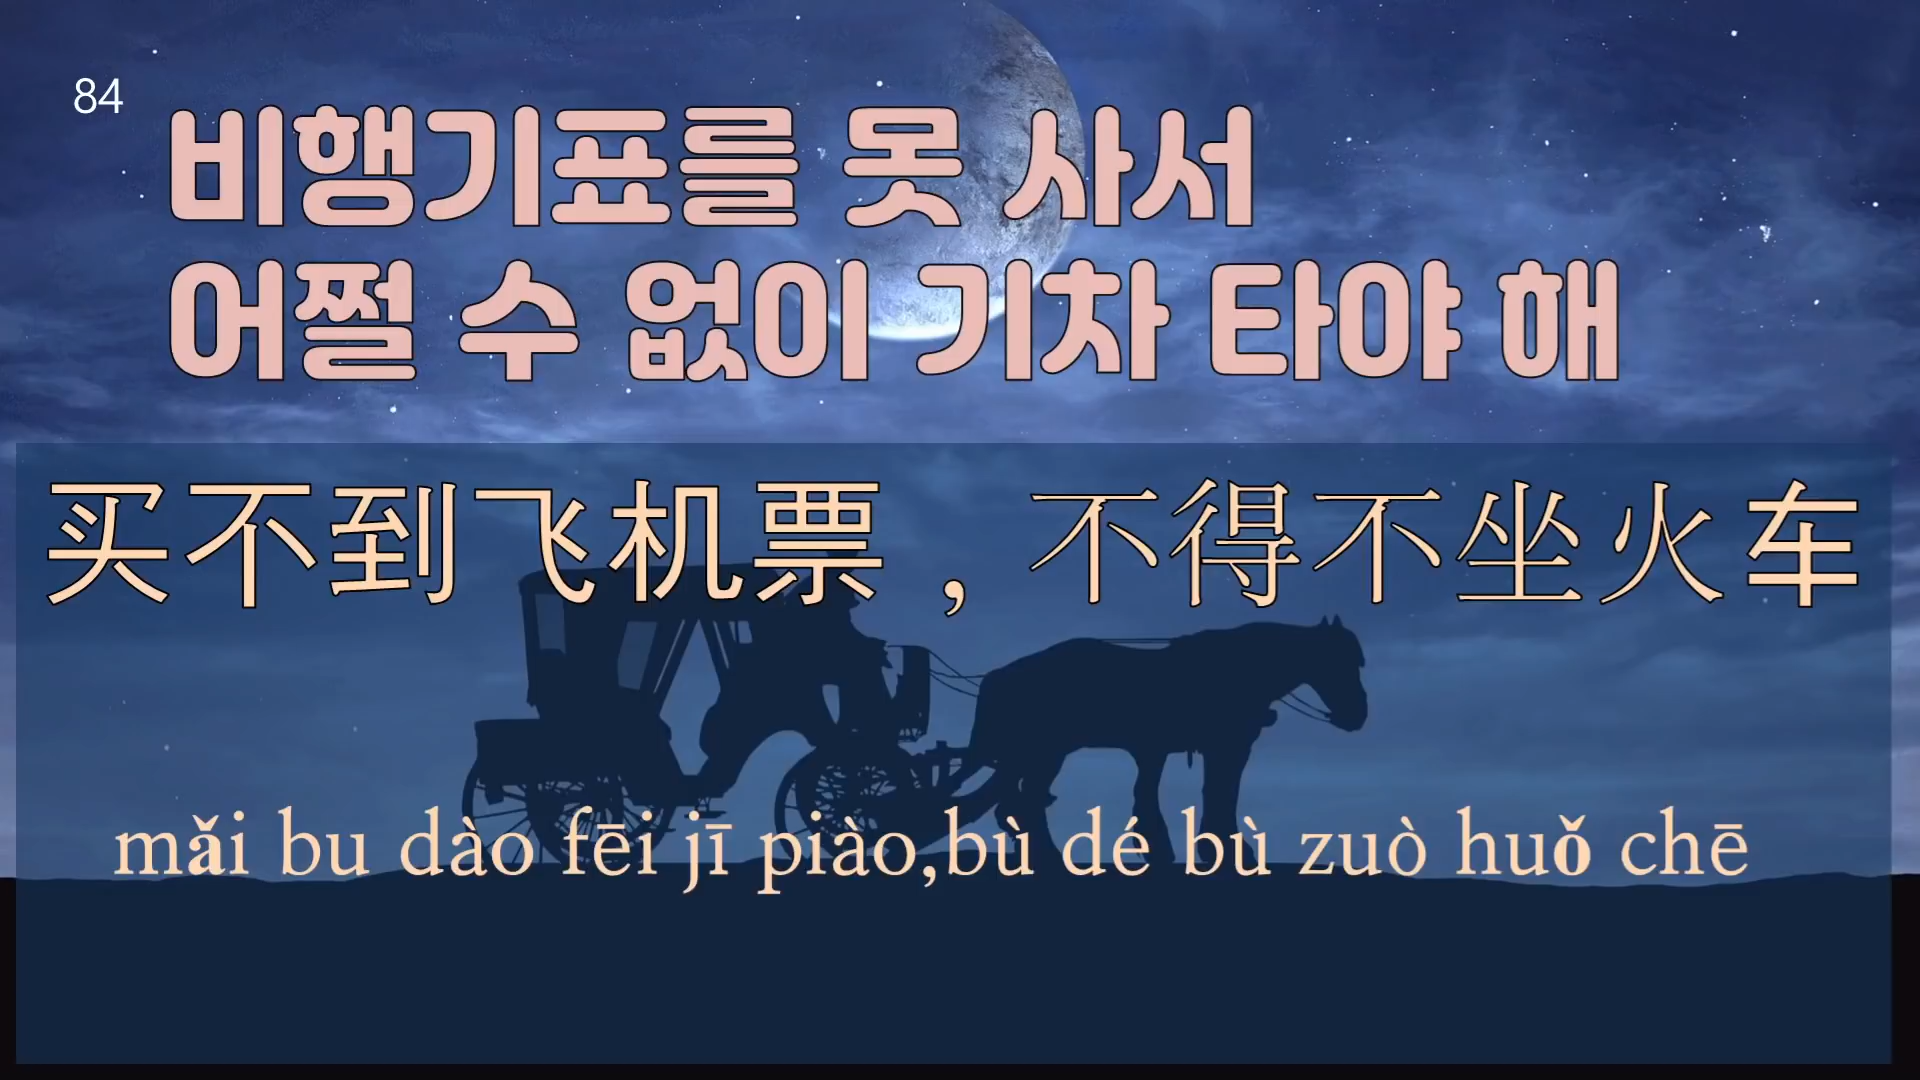 84
비행기표를 못 사서
어쩔 수 없이 기차 타야 해
买不到飞机票，不得不坐火车
mǎi bu dào fēi jī piào,bù dé bù zuò huǒ chē